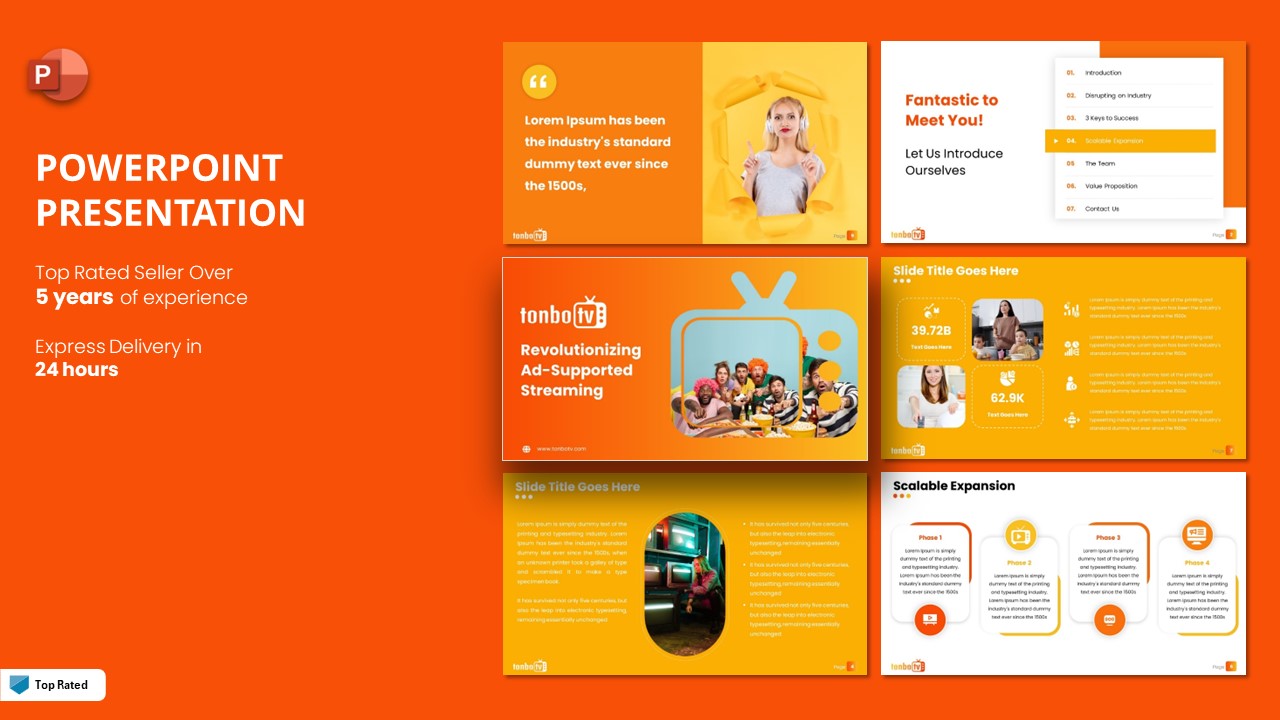 P
POWERPOINT
PRESENTATION
Top Rated Seller Over
5 years of experience
Express Delivery in
24 hours
Top Rated
Lorem Ipsum has been
the industry's standard
dummy text ever since
the 1500s,
tonbo tv
Page
Fantastic to
Meet You!
Let Us Introduce
Ourselves
01. Introduction
02. Disrupting an Industry
03. 3 Keys to Success
04. Scalable Expansion
05 The Team
06. Value Proposition
07. Contact Us
tonbo tv
Page
tonbo tv
Revolutionizing
Ad-Supported
Streaming
www.tonbotv.com
Slide Title Goes Here
39.72B
Text Goes Here
62.9K
Text Goes Here
Lorem Ipsum is simply dummy text of the printing and
typesetting industry. Lorem Ipsum has been the industry's
standard dummy text ever since the 1500s
Lorem Ipsum is simply dummy text of the printing and
typesetting industry. Lorem Ipsum has been the industry's
standard dummy text ever since the 1500s
Lorem Ipsum is simply dummy text of the printing and
typesetting industry. Lorem Ipsum has been the industry's
standard dummy text ever since the 1500s
Lorem Ipsum is simply dummy text of the printing and
typesetting industry. Lorem Ipsum has been the industry's
standard dummy text ever since the 1500s
tonbo tv
Page
Slide Title Goes Here
Lorem Ipsum is simply dummy text of the
printing and typesetting industry. Lorem
Ipsum has been the industry's standard
dummy text ever since the 1500s, when
an unknown printer took a galley of type
and scrambled it to make a type
specimen book.
It has survived not only five centuries, but
also the leap into electronic typesetting,
remaining essentially unchanged
• It has survived not only five centuries,
but also the leap into electronic
typesetting, remaining essentially
unchanged
• It has survived not only five centuries,
but also the leap into electronic
typesetting, remaining essentially
unchanged
• It has survived not only five centuries,
but also the leap into electronic
typesetting, remaining essentially
unchanged
tonbo tv
Page
Scalable Expansion
Phase 1
Lorem Ipsum is simply
dummy text of the printing
and typesetting industry.
Lorem Ipsum has been the
industry's standard dummy
text ever since the 1500s
Phase 2
Lorem Ipsum is simply
dummy text of the printing
and typesetting industry.
Lorem Ipsum has been the
industry's standard dummy
text ever since the 1500s
Phase 3
Lorem Ipsum is simply
dummy text of the printing
and typesetting industry.
Lorem Ipsum has been the
industry's standard dummy
text ever since the 1500s
Phase 4
Lorem Ipsum is simply
dummy text of the printing
and typesetting industry.
Lorem Ipsum has been the
industry's standard dummy
text ever since the 1500s
tonbo tv
Page